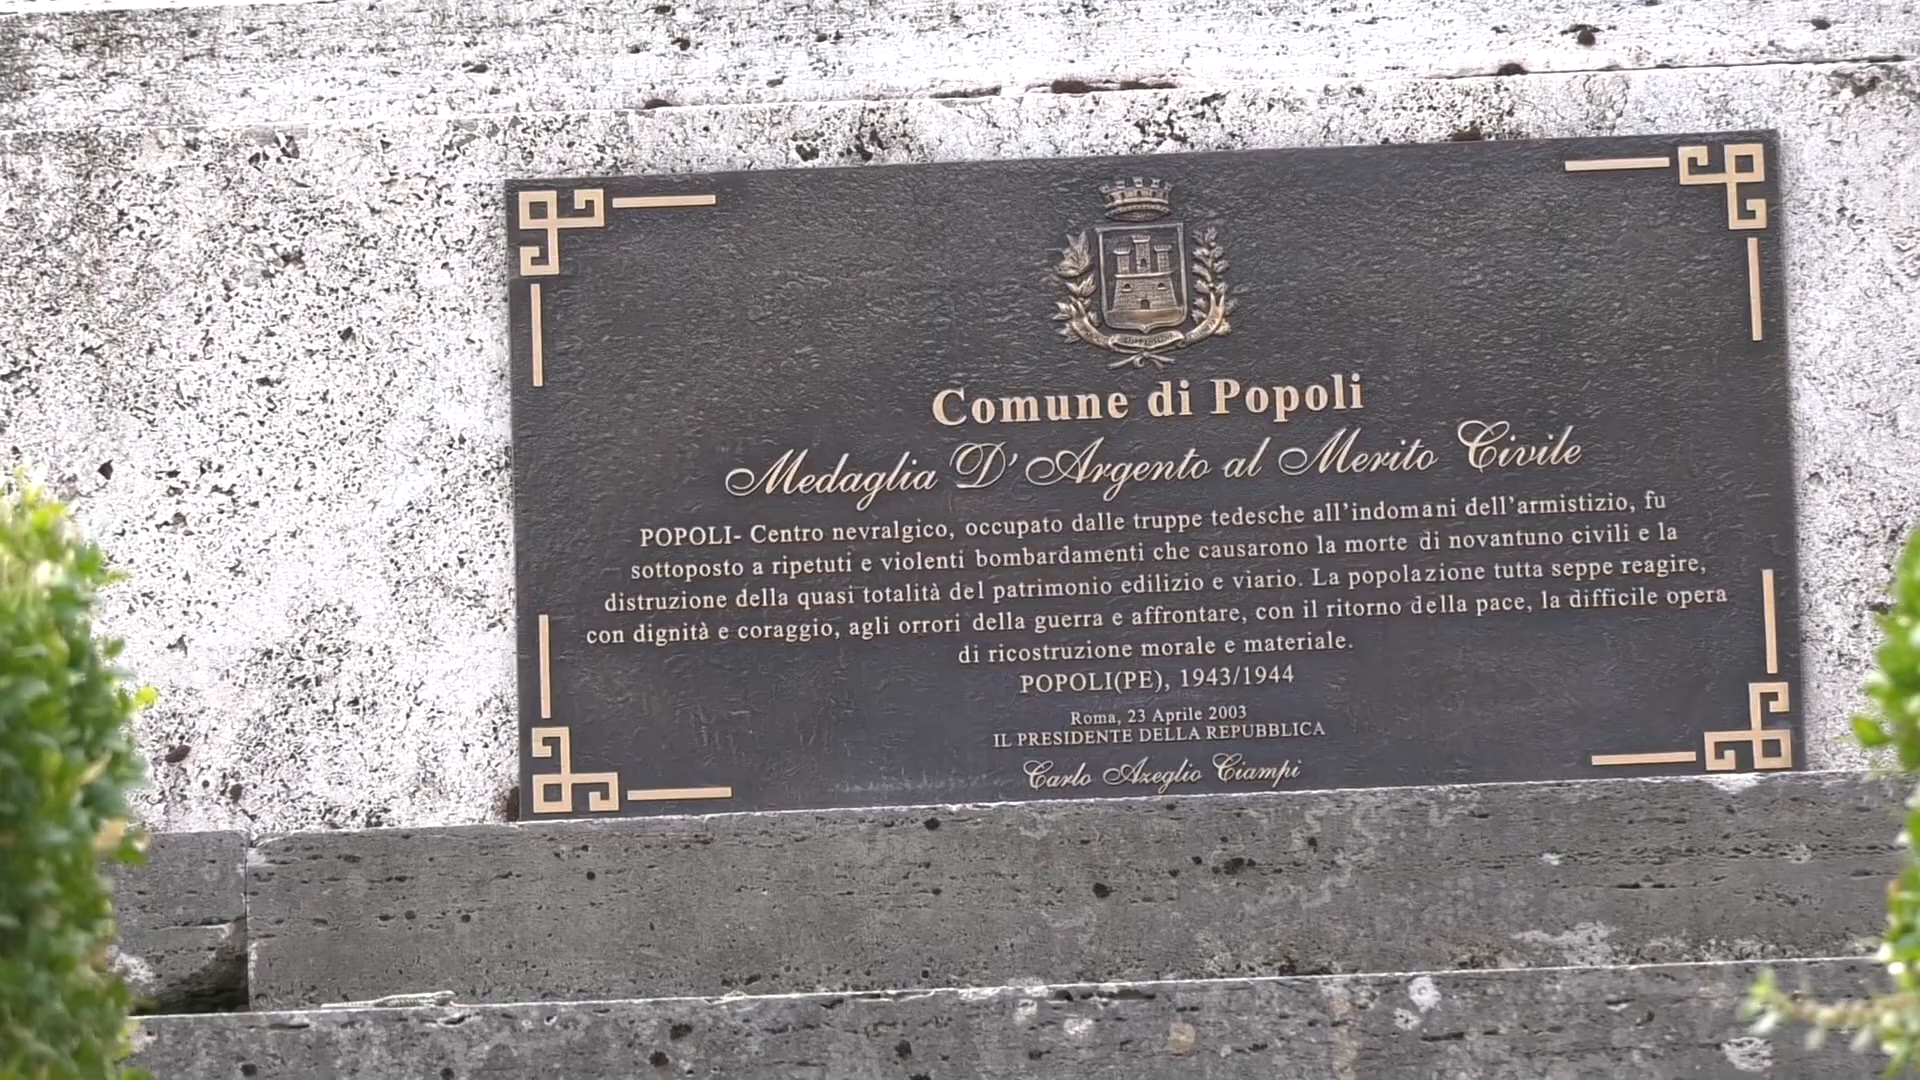 Comune di Popoli
Medaglia D'Argento al Merito Civile
POPOLI- Centro nevralgico, occupato dalle truppe tedesche all'indomani dell'armistizio, fu
sottoposto a ripetuti e violenti bombardamenti che causarono la morte di novantuno civili e la
distruzione della quasi totalità del patrimonio edilizio e viario. La popolazione tutta seppe reagire,
con dignità e coraggio, agli orrori della guerra e affrontare, con il ritorno della pace, la difficile opera
di ricostruzione morale e materiale.
POPOLI(PE), 1943/1944
Roma, 23 Aprile 2003
IL PRESIDENTE DELLA REPUBBLICA
Carlo Azeglio Ciampi